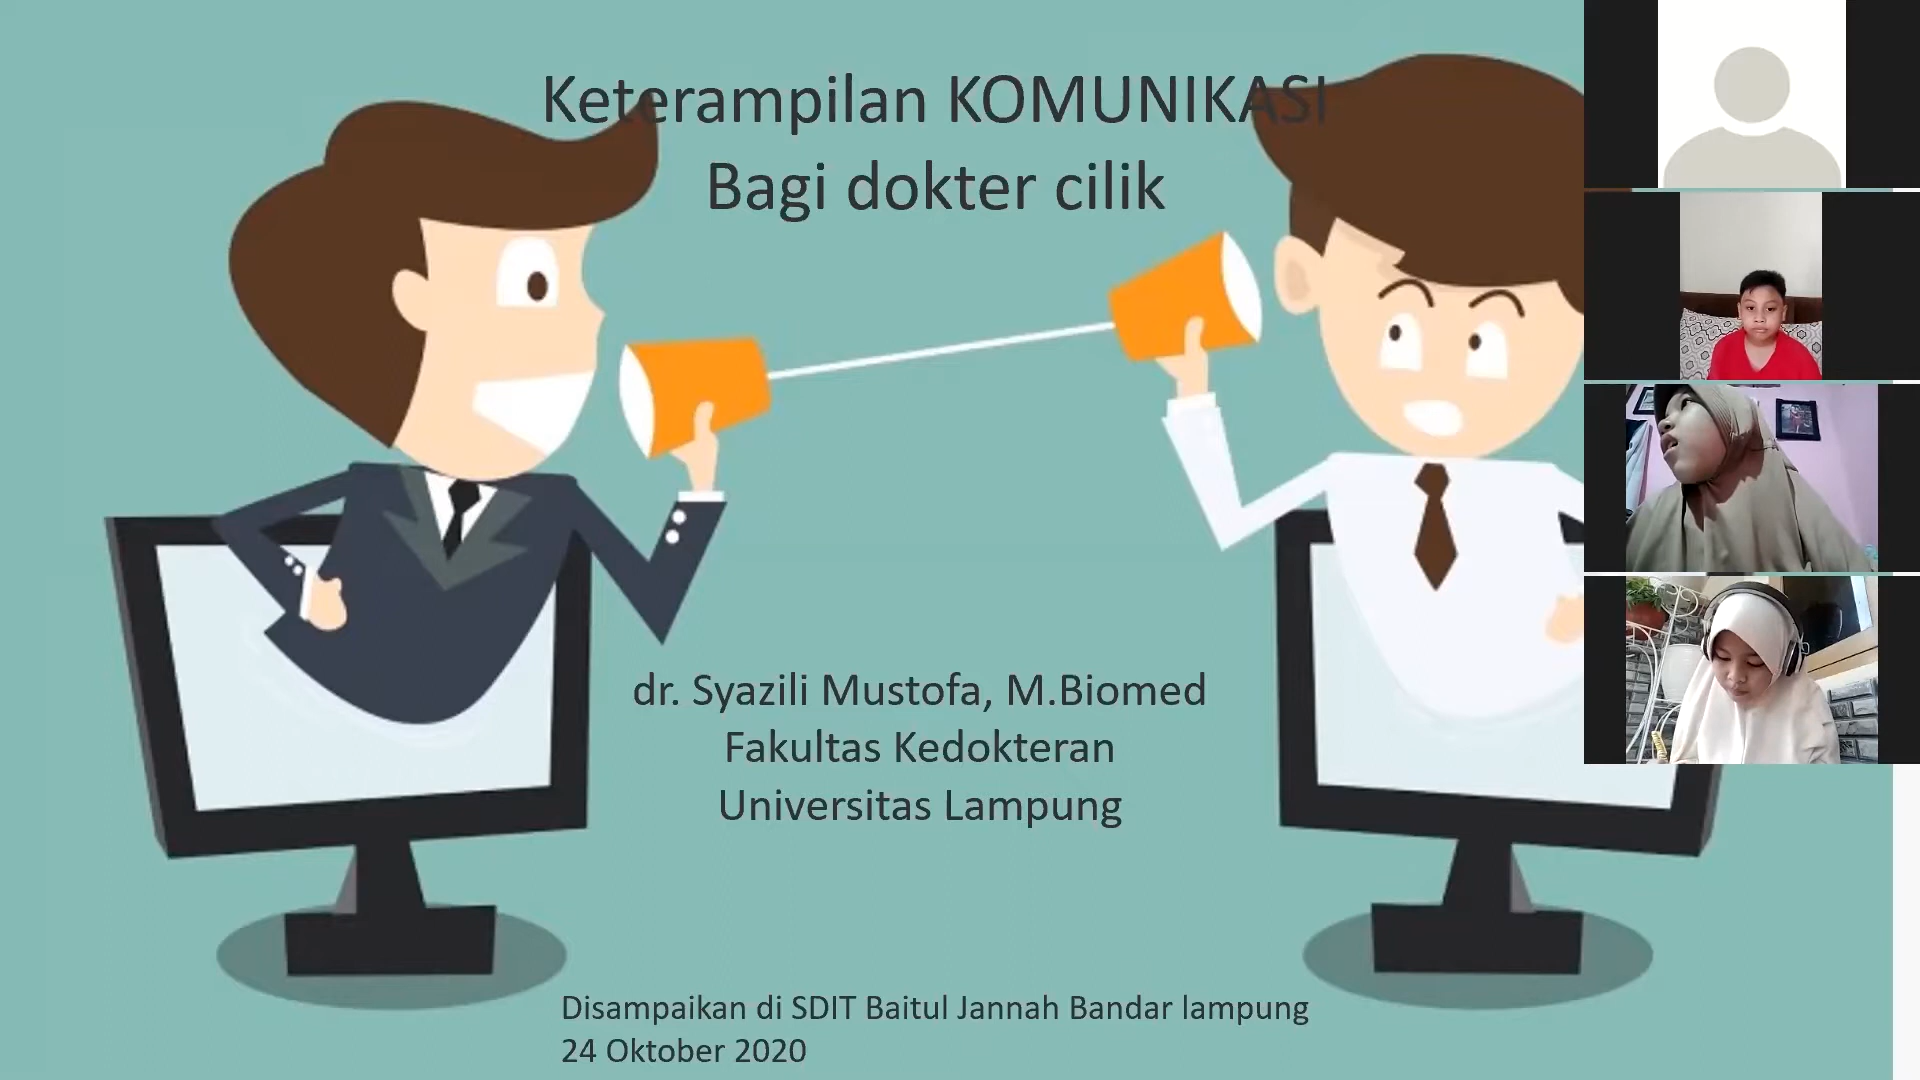 Keterampilan KOMUNIKASI
Bagi dokter cilik
dr. Syazili Mustofa, M.Biomed
Fakultas Kedokteran
Universitas Lampung
Disampaikan di SDIT Baitul Jannah Bandar lampung
24 Oktober 2020